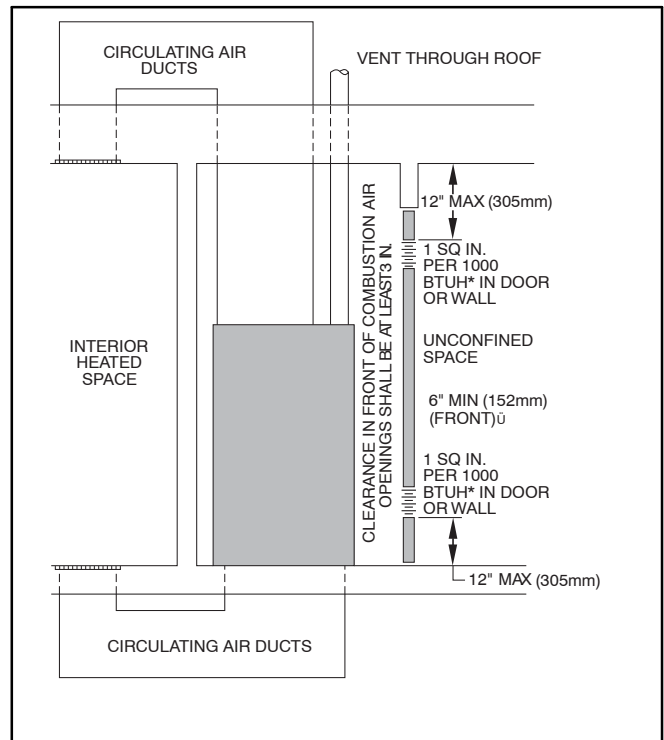 CIRCULATING AIR
DUCTS
VENT THROUGH ROOF
12" MAX (305mm)
1 SQ IN.
PER 1000
BTUH* IN DOOR
OR WALL
CLEARANCE IN FRONT OF COMBUSTION AIR
OPENINGS SHALL BE AT LEAST 3 IN.
INTERIOR
HEATED
SPACE
UNCONFINED
SPACE
6" MIN (152mm)
(FRONT)Ü
1 SQ IN.
PER 1000
BTUH* IN DOOR
OR WALL
12" MAX (305mm)
CIRCULATING AIR DUCTS